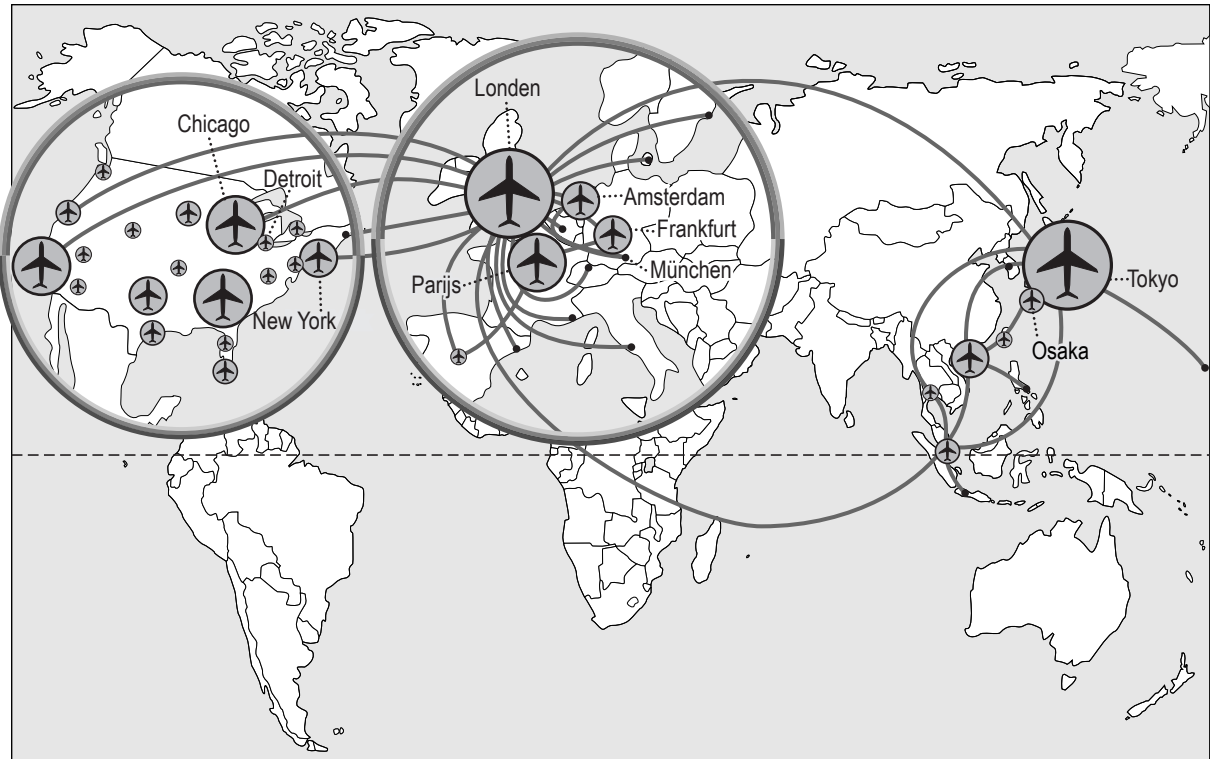 Londen
Chicago
Detroit
Amsterdam
Frankfurt
München
Parijs
New York
Tokyo
Osaka